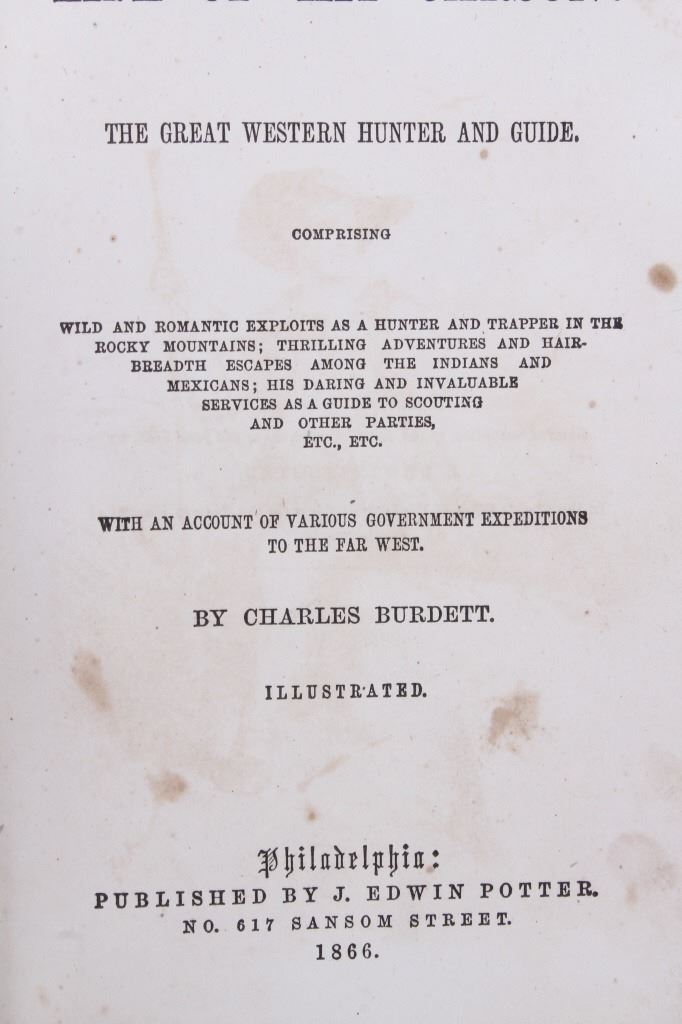 THE GREAT WESTERN HUNTER AND GUIDE.
COMPRISING
WILD AND ROMANTIC EXPLOITS AS A HUNTER AND TRAPPER IN THE
ROCKY MOUNTAINS; THRILLING ADVENTURES AND HAIR-
BREADTH ESCAPES AMONG THE INDIANS AND
MEXICANS; HIS DARING AND INVALUABLE
SERVICES AS A GUIDE TO SCOUTING
AND OTHER PARTIES,
ETC., ETC.
WITH AN ACCOUNT OF VARIOUS GOVERNMENT EXPEDITIONS
TO THE FAR WEST.
BY CHARLES BURDETT.
ILLUSTRATED.
Philadelphia:
PUBLISHED BY J. EDWIN POTTER.
NO. 617 SANSOM STREET.
1866.